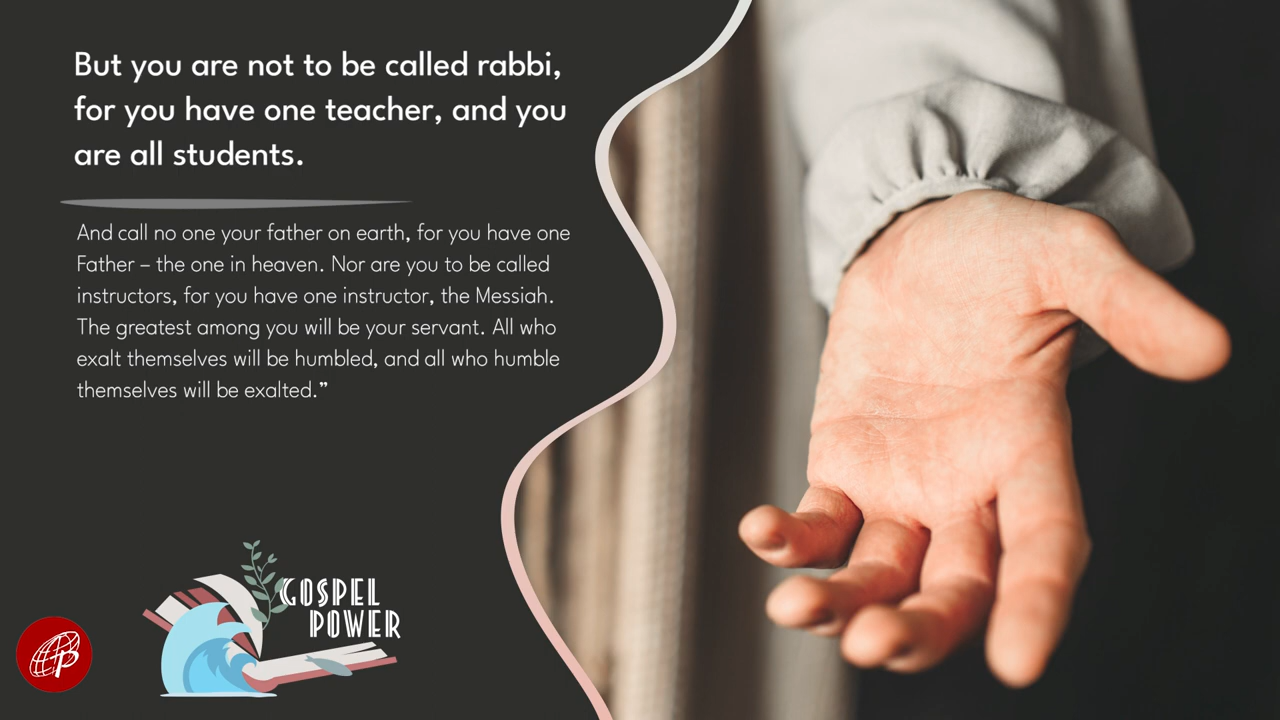 But you are not to be called rabbi,
for you have one teacher, and you
are all students.
And call no one your father on earth, for you have one
Father – the one in heaven. Nor are you to be called
instructors, for you have one instructor, the Messiah.
The greatest among you will be your servant. All who
exalt themselves will be humbled, and all who humble
themselves will be exalted.”
GOSPEL
POWER
P